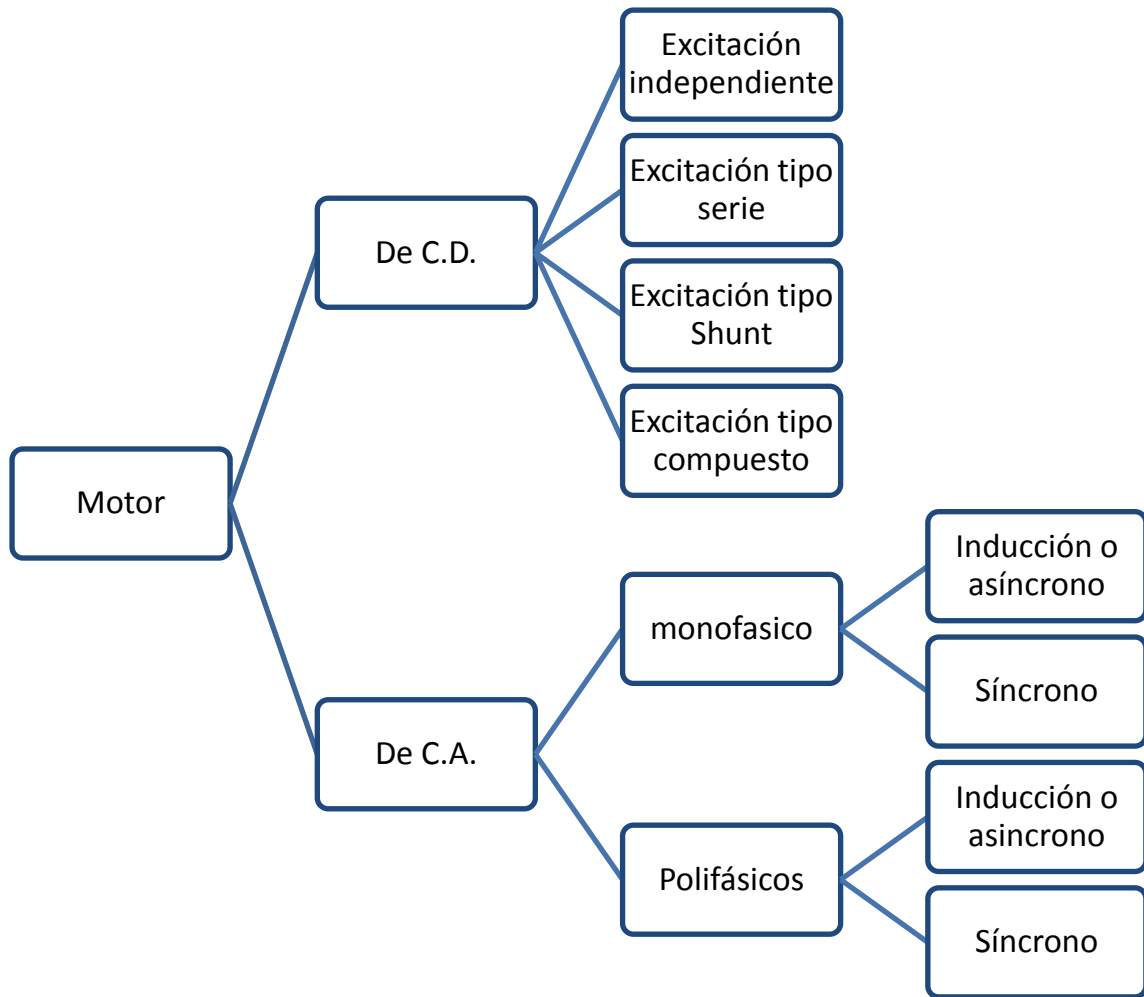 Excitación
independiente
Excitación tipo
serie
De C.D.
Excitación tipo
Shunt
Excitación tipo
compuesto
Motor
Inducción o
asíncrono
monofasico
Síncrono
De C.A.
Inducción o
asincrono
Polifásicos
Síncrono